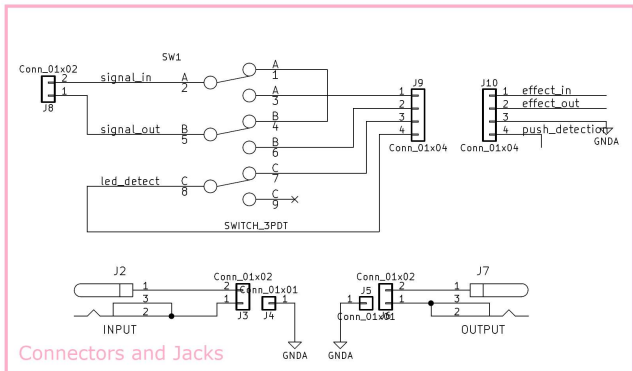 SW1
Conn_01x02
2
1
J8
signal_in
signal_out
led_detect
A
2
B
5
C
8
A
1
A
3
B
4
B
6
C
7
C
9
SWITCH_3PDT
J9
1
2
3
4
Conn_01x04
J10
1
2
3
4
Conn_01x04
effect_in
effect_out
push_detection
GNDA
J2
1
3
2
INPUT
Conn_01x02
2
1
J3
Conn_01x01
1
J4
GNDA
GNDA
Conn_01x02
J5
1
Conn_01x01
2
1
J7
1
3
2
OUTPUT
Connectors and Jacks